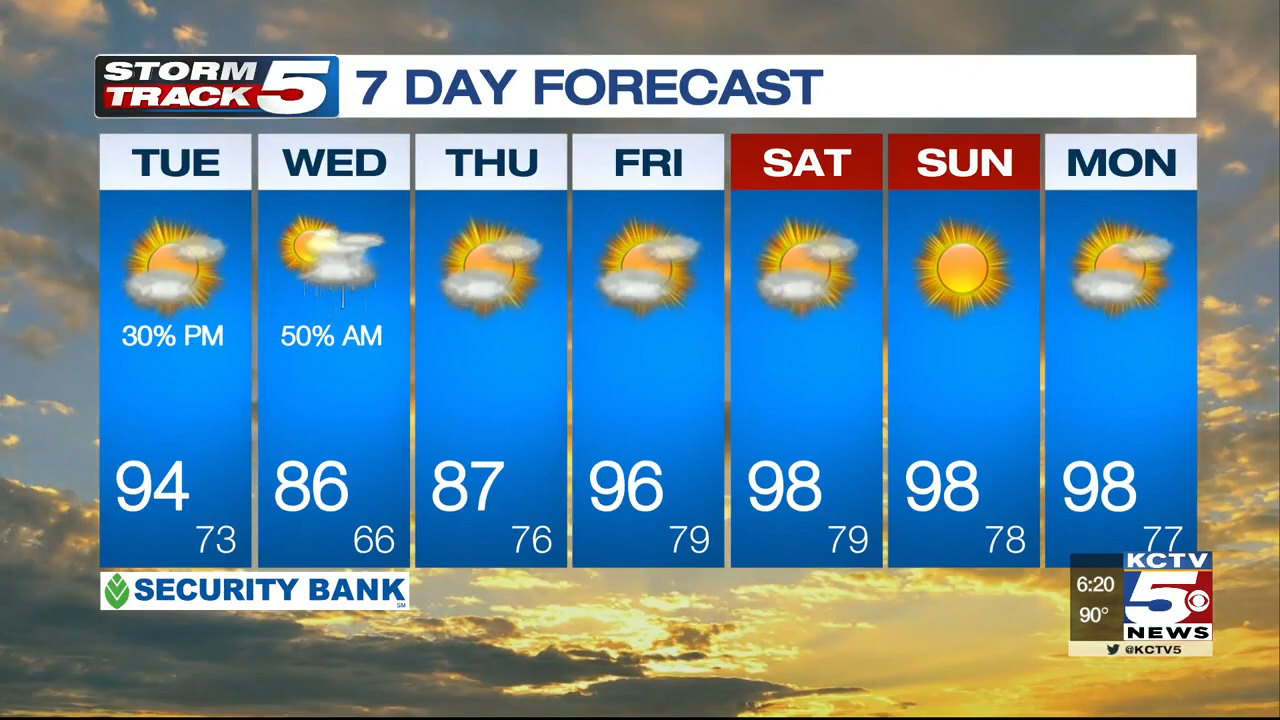 STORM TRACK 5
7 DAY FORECAST
TUE WED THU FRI SAT SUN MON
30% PM 50% AM
94 86 87 96 98 98 98
73 66 76 79 79 78 77
SECURITY BANK SM
KCTV
6:20
5
90°
NEWS
@KCTV5